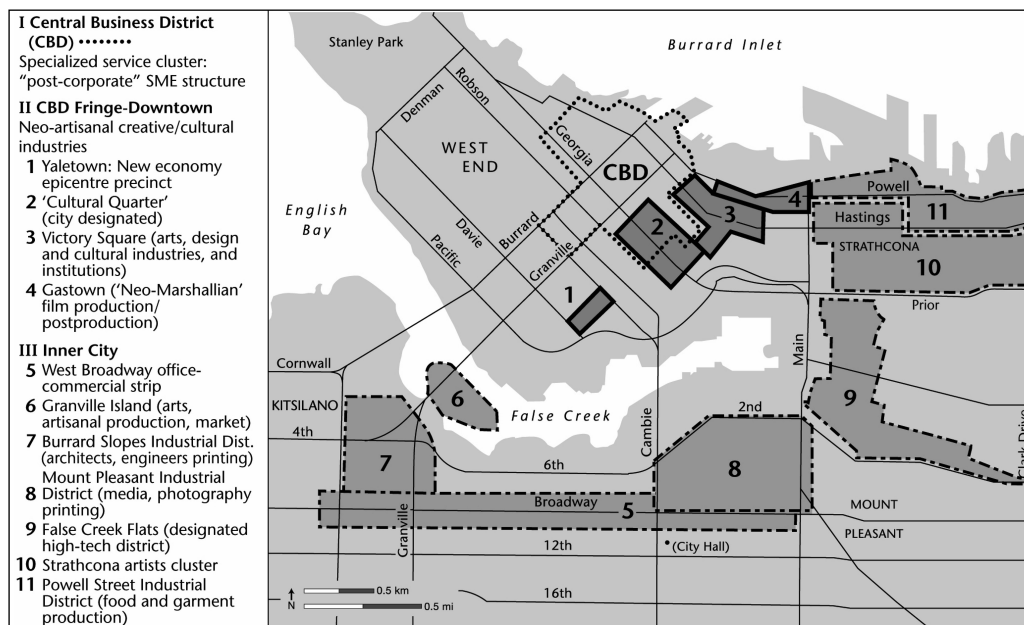 I Central Business District
(CBD) ••••••••
Specialized service cluster:
“post-corporate” SME structure
II CBD Fringe-Downtown
Neo-artisanal creative/cultural
industries
1 Yaletown: New economy
epicentre precinct
2 ‘Cultural Quarter’
(city designated)
3 Victory Square (arts, design
and cultural industries, and
institutions)
4 Gastown (‘Neo-Marshallian’
film production/
postproduction)
III Inner City
5 West Broadway office-
commercial strip
6 Granville Island (arts,
artisanal production, market)
7 Burrard Slopes Industrial Dist.
(architects, engineers printing)
Mount Pleasant Industrial
8 District (media, photography
printing)
9 False Creek Flats (designated
high-tech district)
10 Strathcona artists cluster
11 Powell Street Industrial
District (food and garment
production)
Stanley Park
Burrard Inlet
Robson
Denman
Georgia
WEST
END
CBD
English
Bay
Davie
Pacific
Burrard
Granville
1
2
3
4
Powell
Hastings
11
STRATHCONA
10
Prior
Main
Cornwall
KITSILANO
4th
6
False Creek
Cambie
2nd
9
Clark Drive
7
6th
8
Broadway
5
MOUNT
PLEASANT
Granville
12th
• (City Hall)
16th
N
0.5 km
0.5 mi